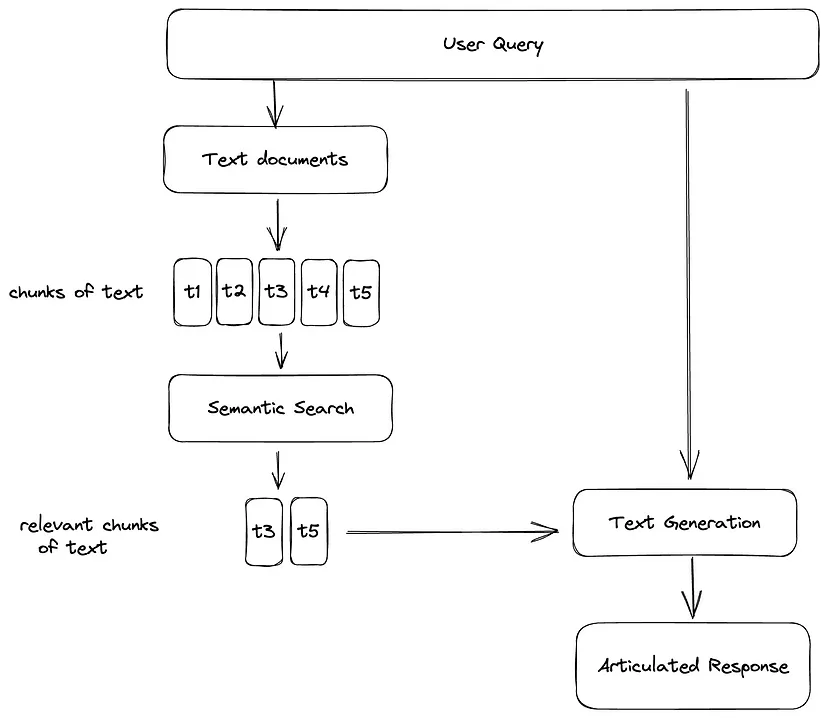 User Query
Text documents
chunks of text
t1 t2 t3 t4 t5
Semantic Search
relevant chunks
of text
t3 t5
Text Generation
Articulated Response